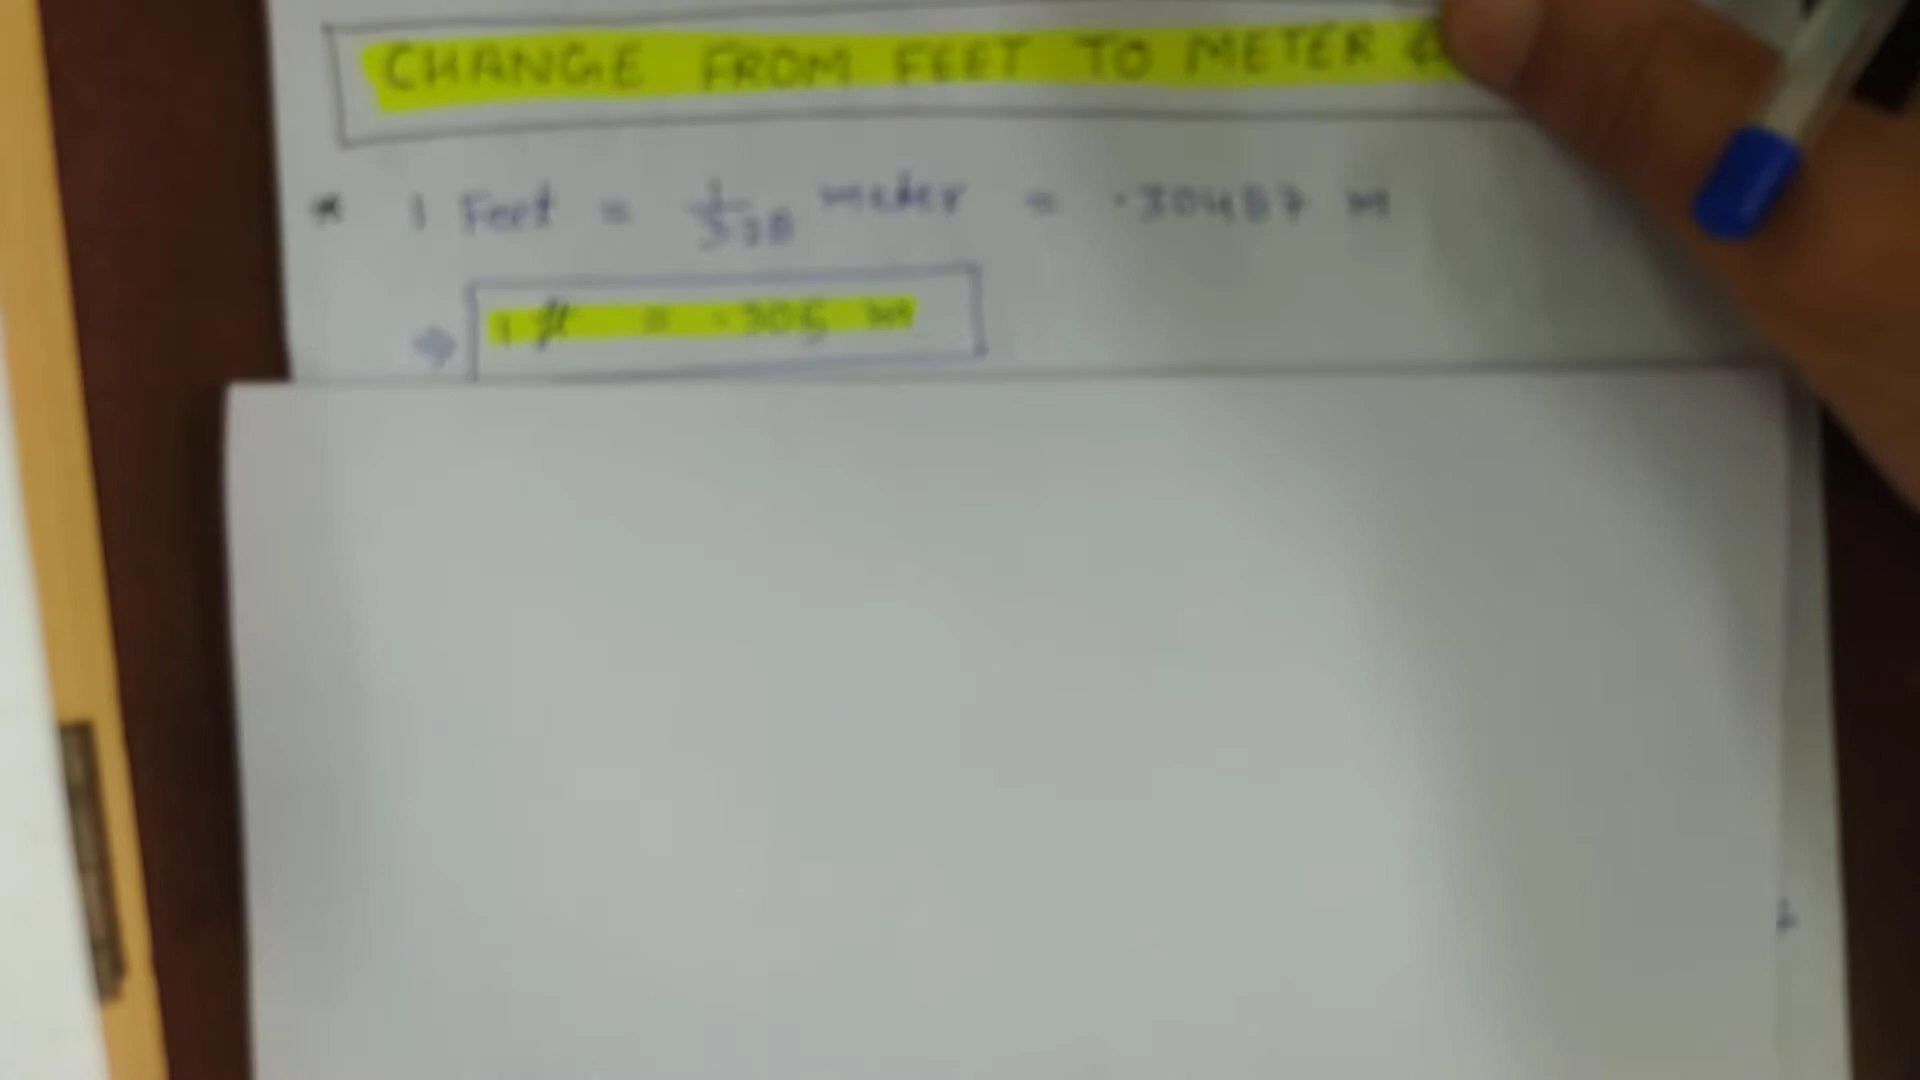 CHANGE FROM FEET TO METER
* 1 Feet = 1/3.28 meter = .30487 m
⇒ 1 ft = .305 m